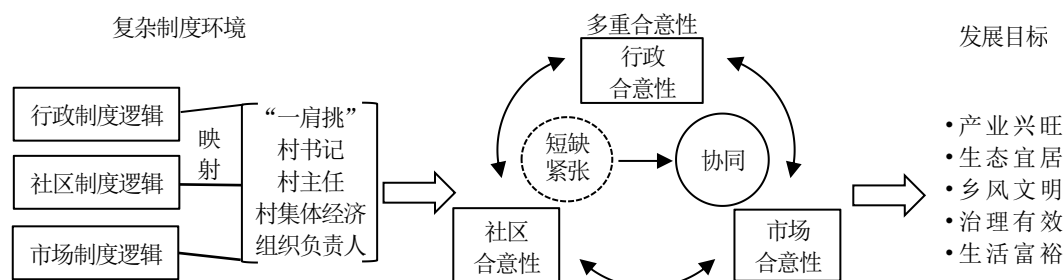 复杂制度环境
行政制度逻辑
社区制度逻辑
市场制度逻辑
映
射
“一肩挑”
村书记
村主任
村集体经济
组织负责人
多重合意性
行政
合意性
短缺
紧张
协同
社区
合意性
市场
合意性
发展目标
•产业兴旺
•生态宜居
•乡风文明
•治理有效
•生活富裕